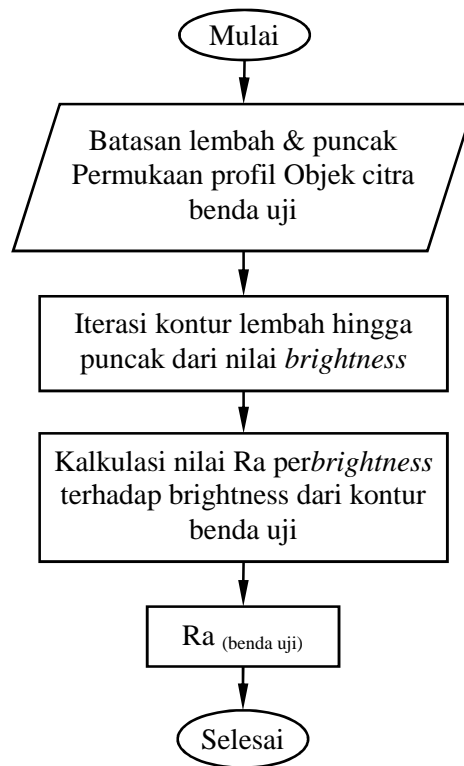 Mulai
Batasan lembah & puncak
Permukaan profil Objek citra
benda uji
Iterasi kontur lembah hingga
puncak dari nilai brightness
Kalkulasi nilai Ra perbrightness
terhadap brightness dari kontur
benda uji
Ra (benda uji)
Selesai